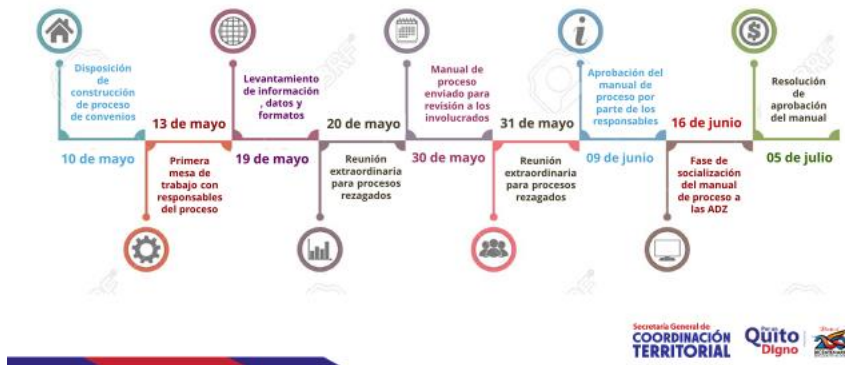 Disposición
de
construcción
de proceso
de convenios
10 de mayo
13 de mayo
Primera
mesa de
trabajo con
responsables
del proceso
Levantamiento
de información
, datos y
formatos
19 de mayo
20 de mayo
Reunión
extraordinaria
para procesos
rezagados
Manual de
proceso
enviado para
revisión a los
involucrados
30 de mayo
31 de mayo
Reunión
extraordinaria
para procesos
rezagados
Aprobación del
manual de
proceso por
parte de los
responsables
09 de junio
16 de junio
Fase de
socialización
del manual
de proceso a
las ADZ
Resolución
de
aprobación
del manual
05 de julio
Secretaría General de
COORDINACIÓN
TERRITORIAL
Por un
Quito
Digno